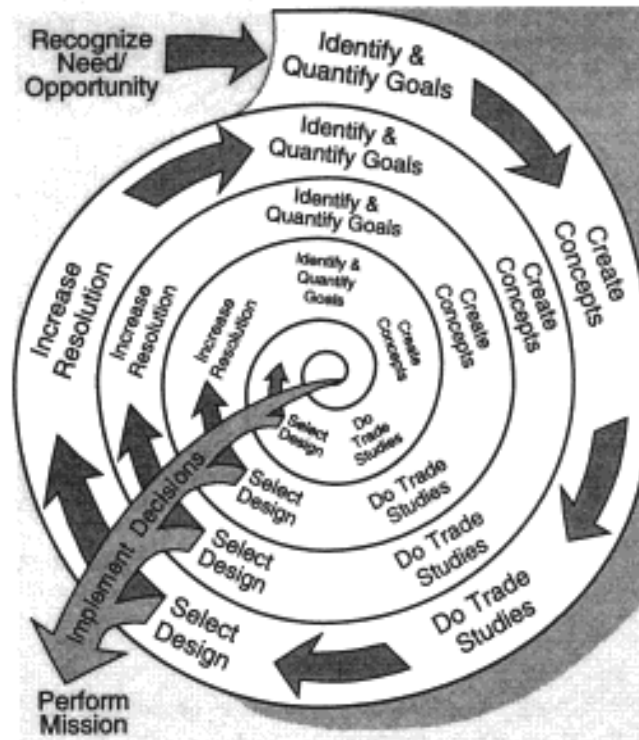 Recognize
Need/
Opportunity
Identify &
Quantify Goals
Create
Concepts
Do Trade
Studies
Select
Design
Increase
Resolution
Identify &
Quantify Goals
Create
Concepts
Do Trade
Studies
Select
Design
Increase
Resolution
Identify &
Quantify Goals
Create
Concepts
Do Trade
Studies
Select
Design
Increase
Resolution
Identify &
Quantify
Goals
Create
Concepts
Do
Trade
Studies
Select
Design
Implement Decisions
Perform
Mission